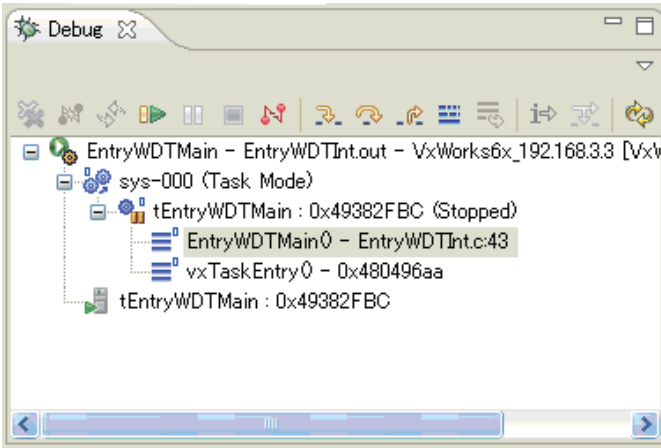 Debug
EntryWDTMain - EntryWDTInt.out - VxWorks6x_192.168.3.3 [VxW
sys-000 (Task Mode)
tEntryWDTMain : 0x49382FBC (Stopped)
EntryWDTMain() - EntryWDTInt.c:43
vxTaskEntry() - 0x480496aa
tEntryWDTMain : 0x49382FBC